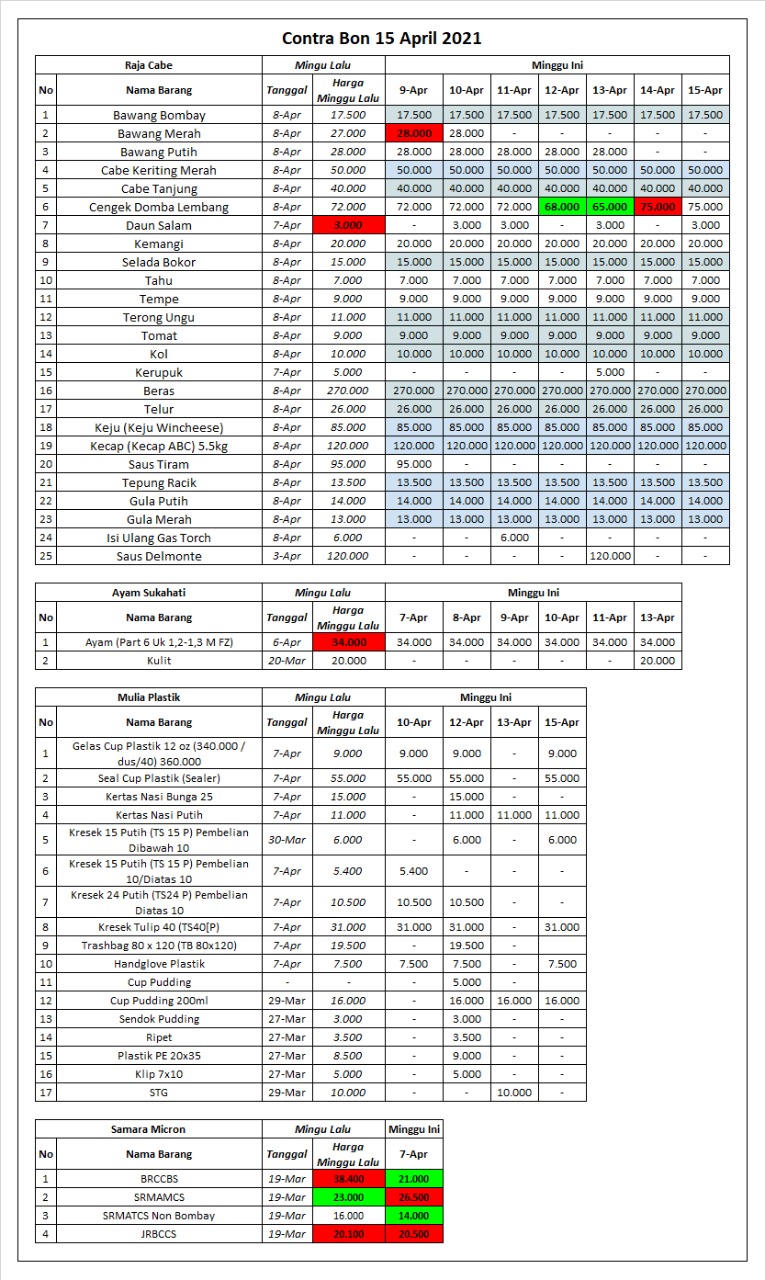 Contra Bon 15 April 2021
Raja Cabe Mingu Lalu Minggu Ini
No Nama Barang Tanggal Harga Minggu Lalu 9-Apr 10-Apr 11-Apr 12-Apr 13-Apr 14-Apr 15-Apr
1 Bawang Bombay 8-Apr 17.500 17.500 17.500 17.500 17.500 17.500 17.500 17.500
2 Bawang Merah 8-Apr 27.000 28.000 28.000 - - - - -
3 Bawang Putih 8-Apr 28.000 28.000 28.000 28.000 28.000 28.000 - -
4 Cabe Keriting Merah 8-Apr 50.000 50.000 50.000 50.000 50.000 50.000 50.000 50.000
5 Cabe Tanjung 8-Apr 40.000 40.000 40.000 40.000 40.000 40.000 40.000 40.000
6 Cengek Domba Lembang 8-Apr 72.000 72.000 72.000 72.000 68.000 65.000 75.000 75.000
7 Daun Salam 7-Apr 3.000 - 3.000 3.000 - 3.000 - 3.000
8 Kemangi 8-Apr 20.000 20.000 20.000 20.000 20.000 20.000 20.000 20.000
9 Selada Bokor 8-Apr 15.000 15.000 15.000 15.000 15.000 15.000 15.000 15.000
10 Tahu 8-Apr 7.000 7.000 7.000 7.000 7.000 7.000 7.000 7.000
11 Tempe 8-Apr 9.000 9.000 9.000 9.000 9.000 9.000 9.000 9.000
12 Terong Ungu 8-Apr 11.000 11.000 11.000 11.000 11.000 11.000 11.000 11.000
13 Tomat 8-Apr 9.000 9.000 9.000 9.000 9.000 9.000 9.000 9.000
14 Kol 8-Apr 10.000 10.000 10.000 10.000 10.000 10.000 10.000 10.000
15 Kerupuk 7-Apr 5.000 - - - - 5.000 - -
16 Beras 8-Apr 270.000 270.000 270.000 270.000 270.000 270.000 270.000 270.000
17 Telur 8-Apr 26.000 26.000 26.000 26.000 26.000 26.000 26.000 26.000
18 Keju (Keju Wincheese) 8-Apr 85.000 85.000 85.000 85.000 85.000 85.000 85.000 85.000
19 Kecap (Kecap ABC) 5.5kg 8-Apr 120.000 120.000 120.000 120.000 120.000 120.000 120.000 120.000
20 Saus Tiram 8-Apr 95.000 95.000 - - - - - -
21 Tepung Racik 8-Apr 13.500 13.500 13.500 13.500 13.500 13.500 13.500 13.500
22 Gula Putih 8-Apr 14.000 14.000 14.000 14.000 14.000 14.000 14.000 14.000
23 Gula Merah 8-Apr 13.000 13.000 13.000 13.000 13.000 13.000 13.000 13.000
24 Isi Ulang Gas Torch 8-Apr 6.000 - - 6.000 - - - -
25 Saus Delmonte 3-Apr 120.000 - - - - 120.000 - -
Ayam Sukahati Mingu Lalu Minggu Ini
No Nama Barang Tanggal Harga Minggu Lalu 7-Apr 8-Apr 9-Apr 10-Apr 11-Apr 13-Apr
1 Ayam (Part 6 Uk 1,2-1,3 M FZ) 6-Apr 34.000 34.000 34.000 34.000 34.000 34.000 34.000
2 Kulit 20-Mar 20.000 - - - - - 20.000
Mulia Plastik Mingu Lalu Minggu Ini
No Nama Barang Tanggal Harga Minggu Lalu 10-Apr 12-Apr 13-Apr 15-Apr
1 Gelas Cup Plastik 12 oz (340.000 / dus/40) 360.000 7-Apr 9.000 9.000 9.000 - 9.000
2 Seal Cup Plastik (Sealer) 7-Apr 55.000 55.000 55.000 - 55.000
3 Kertas Nasi Bunga 25 7-Apr 15.000 - 15.000 - -
4 Kertas Nasi Putih 7-Apr 11.000 - 11.000 11.000 11.000
5 Kresek 15 Putih (TS 15 P) Pembelian Dibawah 10 30-Mar 6.000 - 6.000 - 6.000
6 Kresek 15 Putih (TS 15 P) Pembelian 10/Diatas 10 7-Apr 5.400 5.400 - - -
7 Kresek 24 Putih (TS24 P) Pembelian Diatas 10 7-Apr 10.500 10.500 10.500 - -
8 Kresek Tulip 40 (TS40[P) 7-Apr 31.000 31.000 31.000 - 31.000
9 Trashbag 80 x 120 (TB 80x120) 7-Apr 19.500 - 19.500 - -
10 Handglove Plastik 7-Apr 7.500 7.500 7.500 - 7.500
11 Cup Pudding - - - 5.000 - -
12 Cup Pudding 200ml 29-Mar 16.000 - 16.000 16.000 16.000
13 Sendok Pudding 27-Mar 3.000 - 3.000 - -
14 Ripet 27-Mar 3.500 - 3.500 - -
15 Plastik PE 20x35 27-Mar 8.500 - 9.000 - -
16 Klip 7x10 27-Mar 5.000 - 5.000 - -
17 STG 29-Mar 10.000 - - 10.000 -
Samara Micron Mingu Lalu Minggu Ini
No Nama Barang Tanggal Harga Minggu Lalu 7-Apr
1 BRCCBS 19-Mar 38.400 21.000
2 SRMAMCS 19-Mar 23.000 26.500
3 SRMATCS Non Bombay 19-Mar 16.000 14.000
4 JRBCCS 19-Mar 20.100 20.500